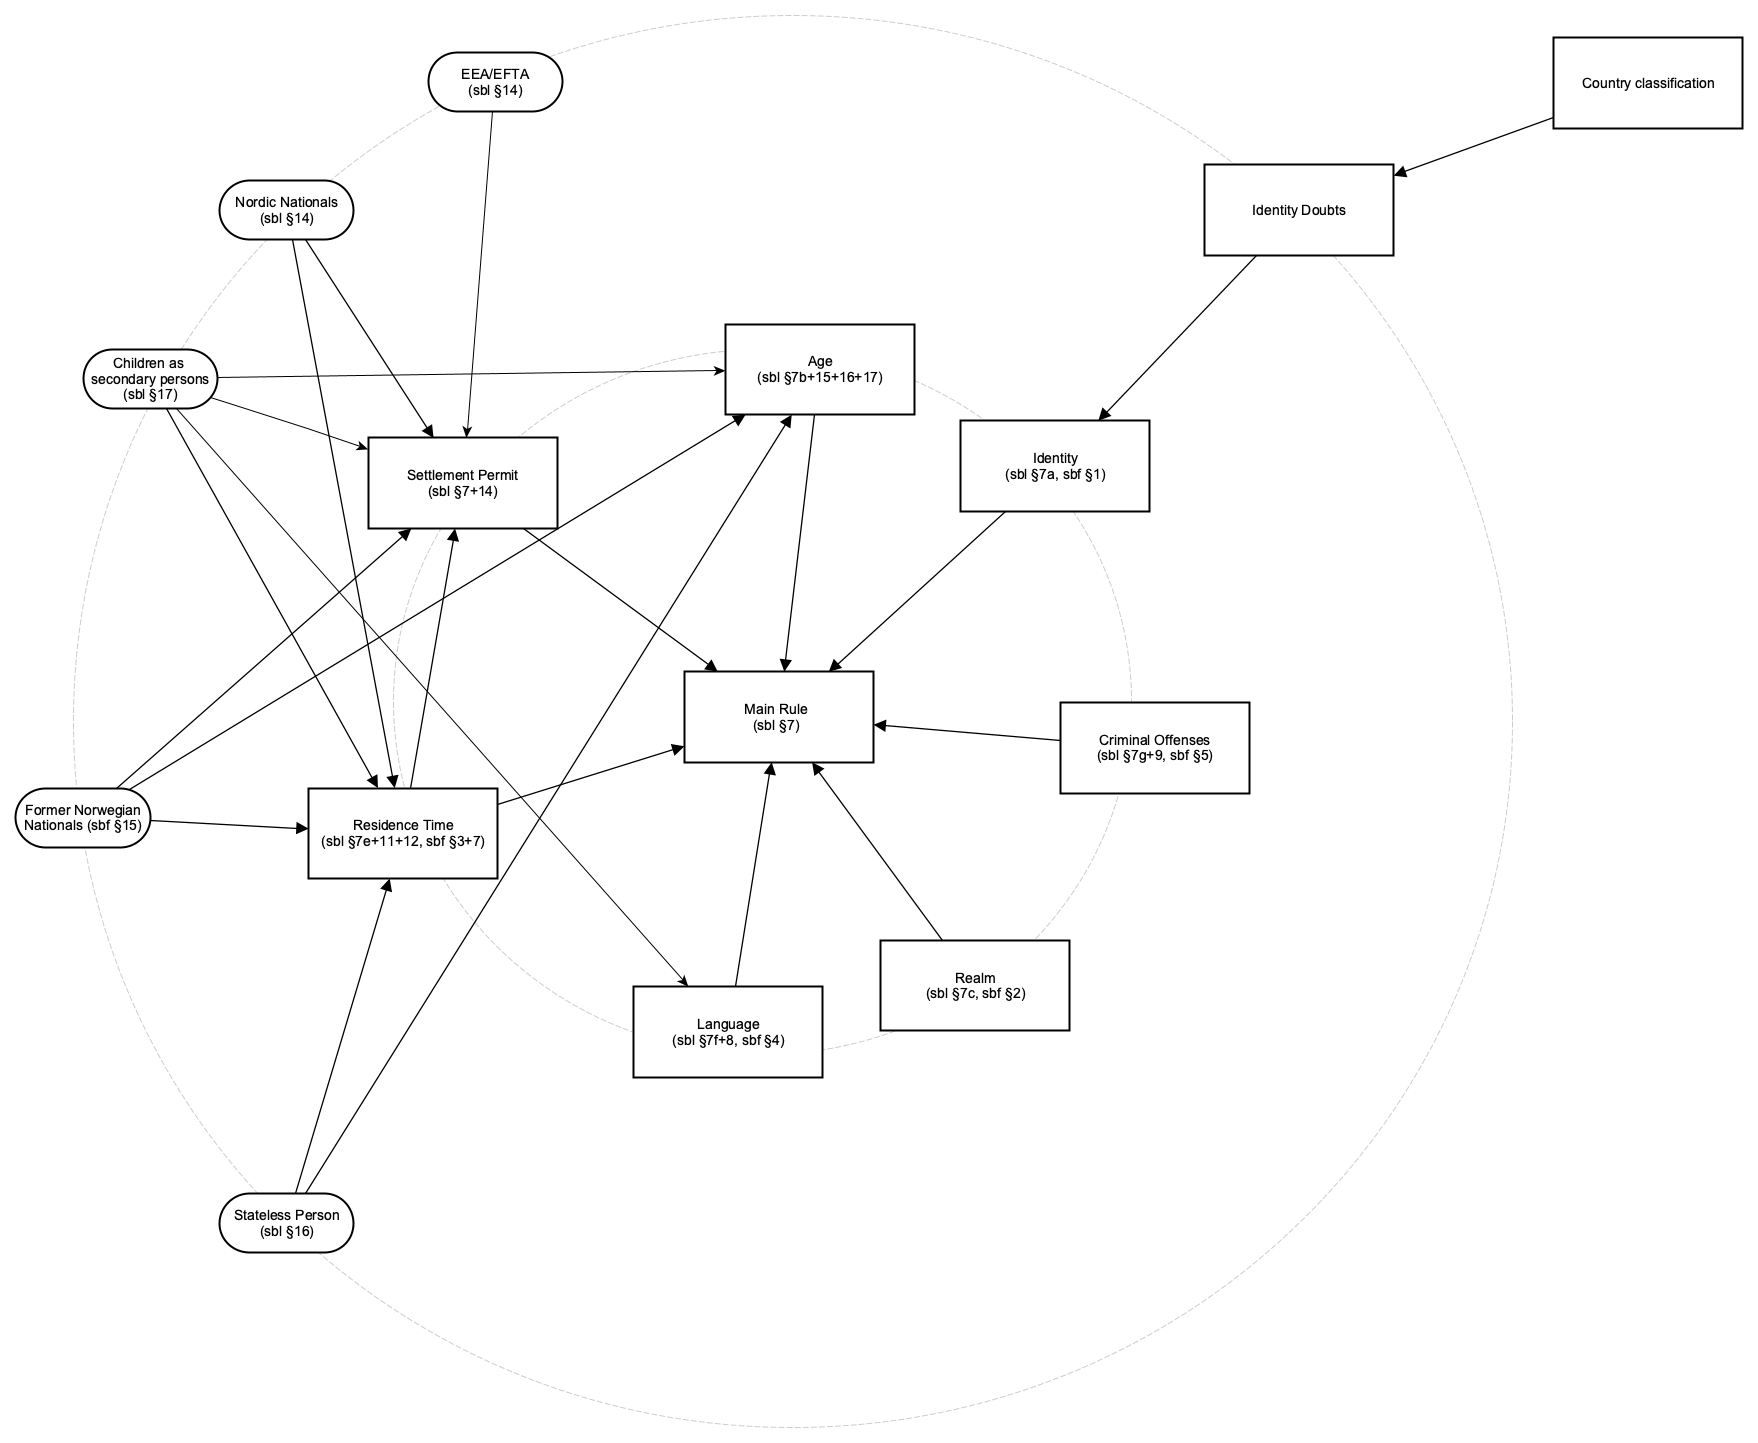 EEA/EFTA
(sbl §14)
Country classification
Nordic Nationals
(sbl §14)
Identity Doubts
Children as
secondary persons
(sbl §17)
Age
(sbl §7b+15+16+17)
Settlement Permit
(sbl §7+14)
Identity
(sbl §7a, sbf §1)
Main Rule
(sbl §7)
Criminal Offenses
(sbl §7g+9, sbf §5)
Former Norwegian
Nationals (sbf §15)
Residence Time
(sbl §7e+11+12, sbf §3+7)
Realm
(sbl §7c, sbf §2)
Language
(sbl §7f+8, sbf §4)
Stateless Person
(sbl §16)